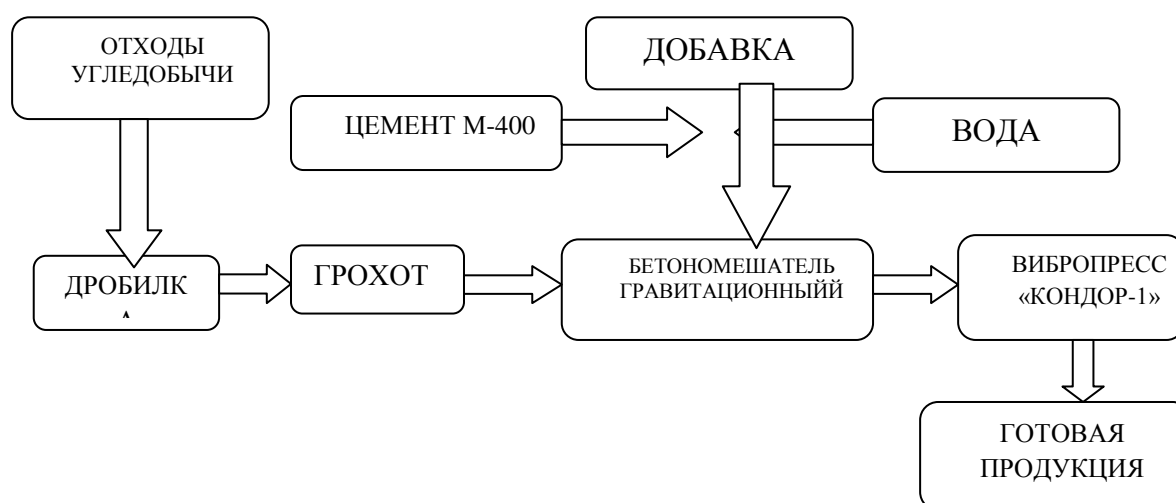 ОТХОДЫ
УГЛЕДОБЫЧИ
ДОБАВКА
ЦЕМЕНТ М-400
ВОДА
ДРОБИЛК
А
ГРОХОТ
БЕТОНОМЕШАТЕЛЬ
ГРАВИТАЦИОННЫЙЙ
ВИБРОПРЕСС
«КОНДОР-1»
ГОТОВАЯ
ПРОДУКЦИЯ